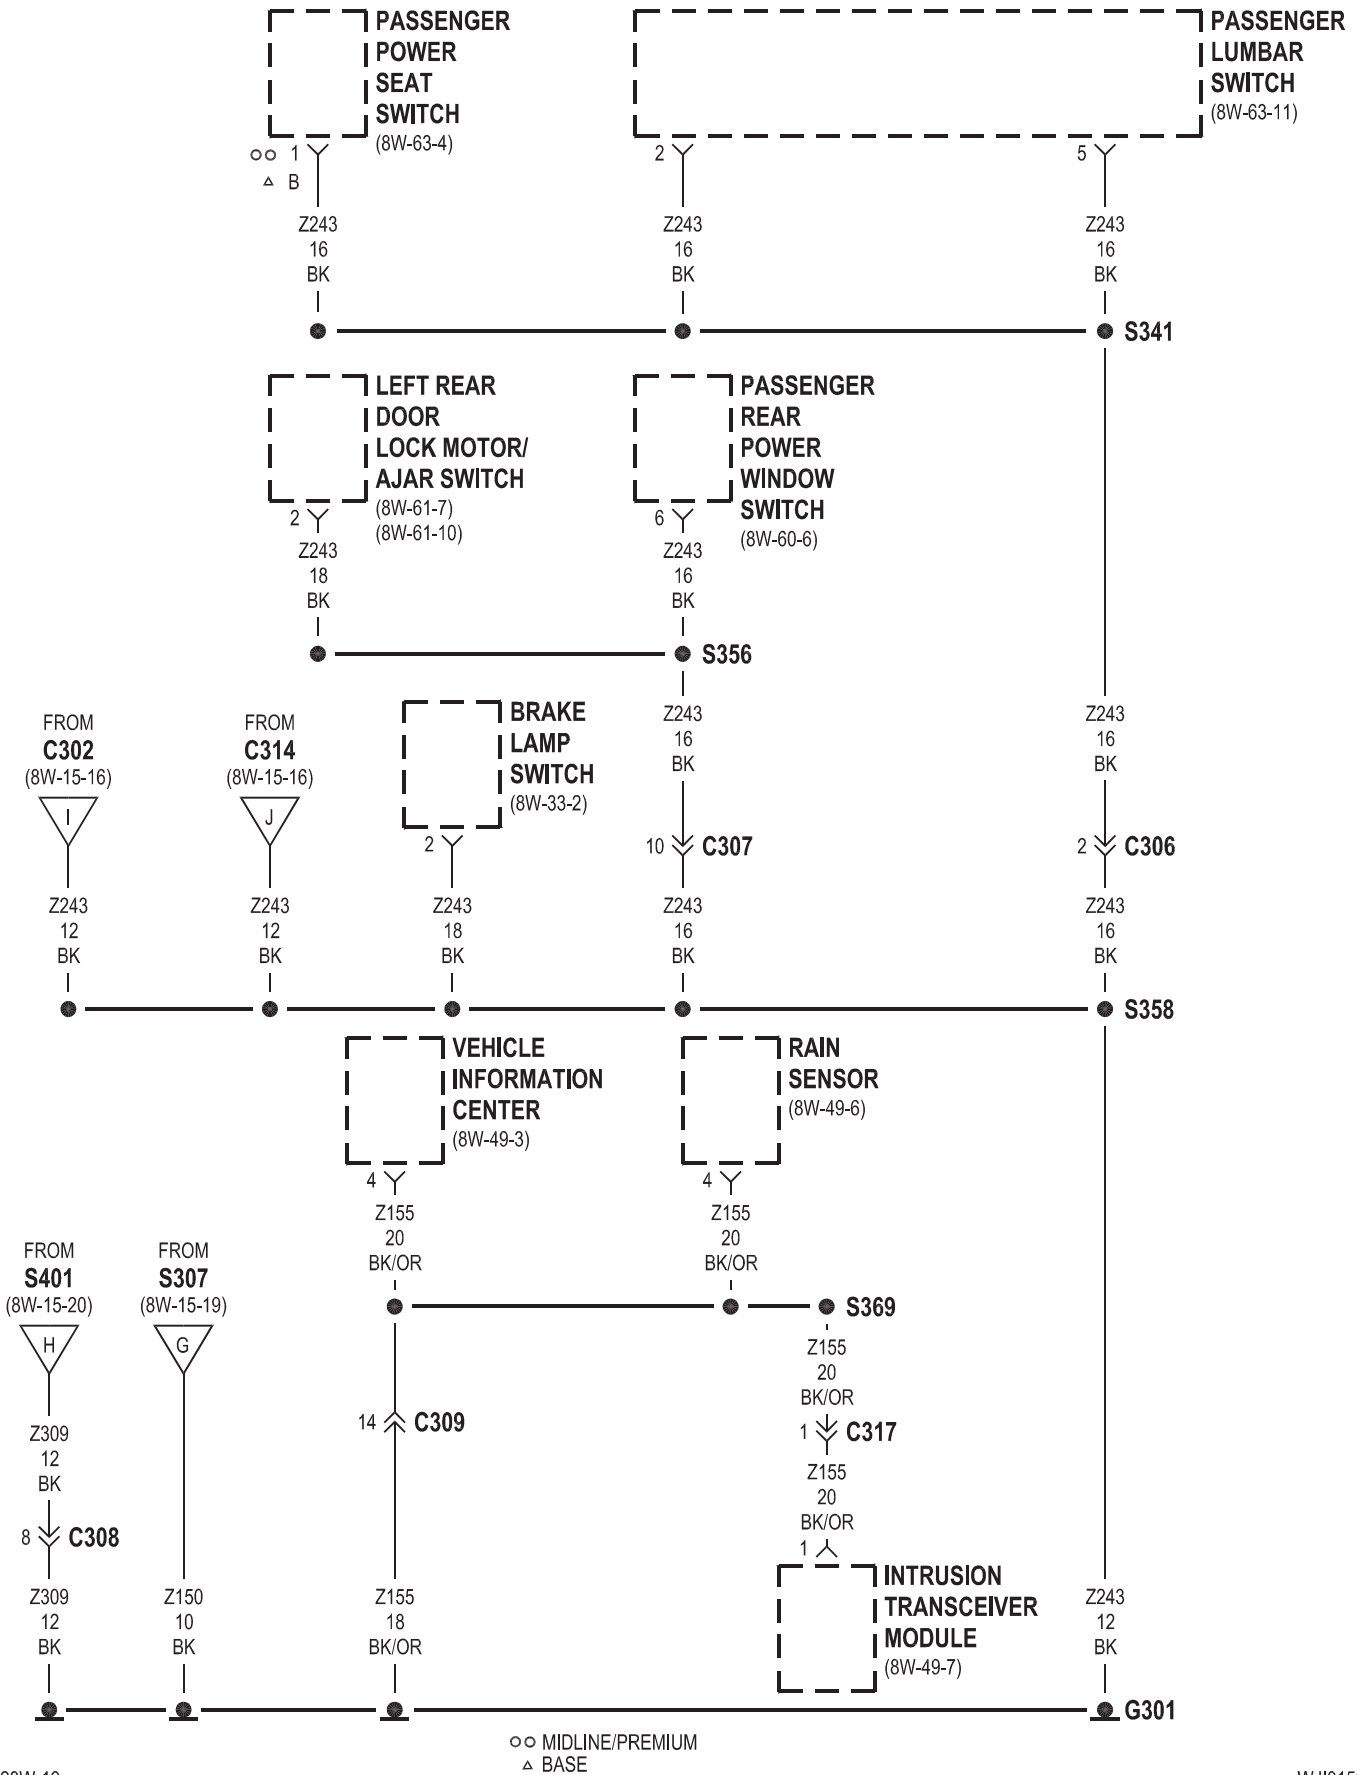 PASSENGER
POWER
SEAT
SWITCH
(8W-63-4)
PASSENGER
LUMBAR
SWITCH
(8W-63-11)
1
B
2
5
Z243
16
BK
Z243
16
BK
Z243
16
BK
S341
LEFT REAR
DOOR
LOCK MOTOR/
AJAR SWITCH
(8W-61-7)
(8W-61-10)
PASSENGER
REAR
POWER
WINDOW
SWITCH
(8W-60-6)
2
6
Z243
18
BK
Z243
16
BK
S356
FROM
C302
(8W-15-16)
I
FROM
C314
(8W-15-16)
J
BRAKE
LAMP
SWITCH
(8W-33-2)
2
Z243
16
BK
Z243
16
BK
10
C307
2
C306
Z243
12
BK
Z243
12
BK
Z243
18
BK
Z243
16
BK
Z243
16
BK
S358
VEHICLE
INFORMATION
CENTER
(8W-49-3)
RAIN
SENSOR
(8W-49-6)
4
4
Z155
20
BK/OR
Z155
20
BK/OR
S369
FROM
S401
(8W-15-20)
H
FROM
S307
(8W-15-19)
G
Z155
20
BK/OR
Z309
12
BK
14
C309
1
C317
Z155
20
BK/OR
8
C308
1
INTRUSION
TRANSCEIVER
MODULE
(8W-49-7)
Z309
12
BK
Z150
10
BK
Z155
18
BK/OR
Z243
12
BK
G301
MIDLINE/PREMIUM
BASE